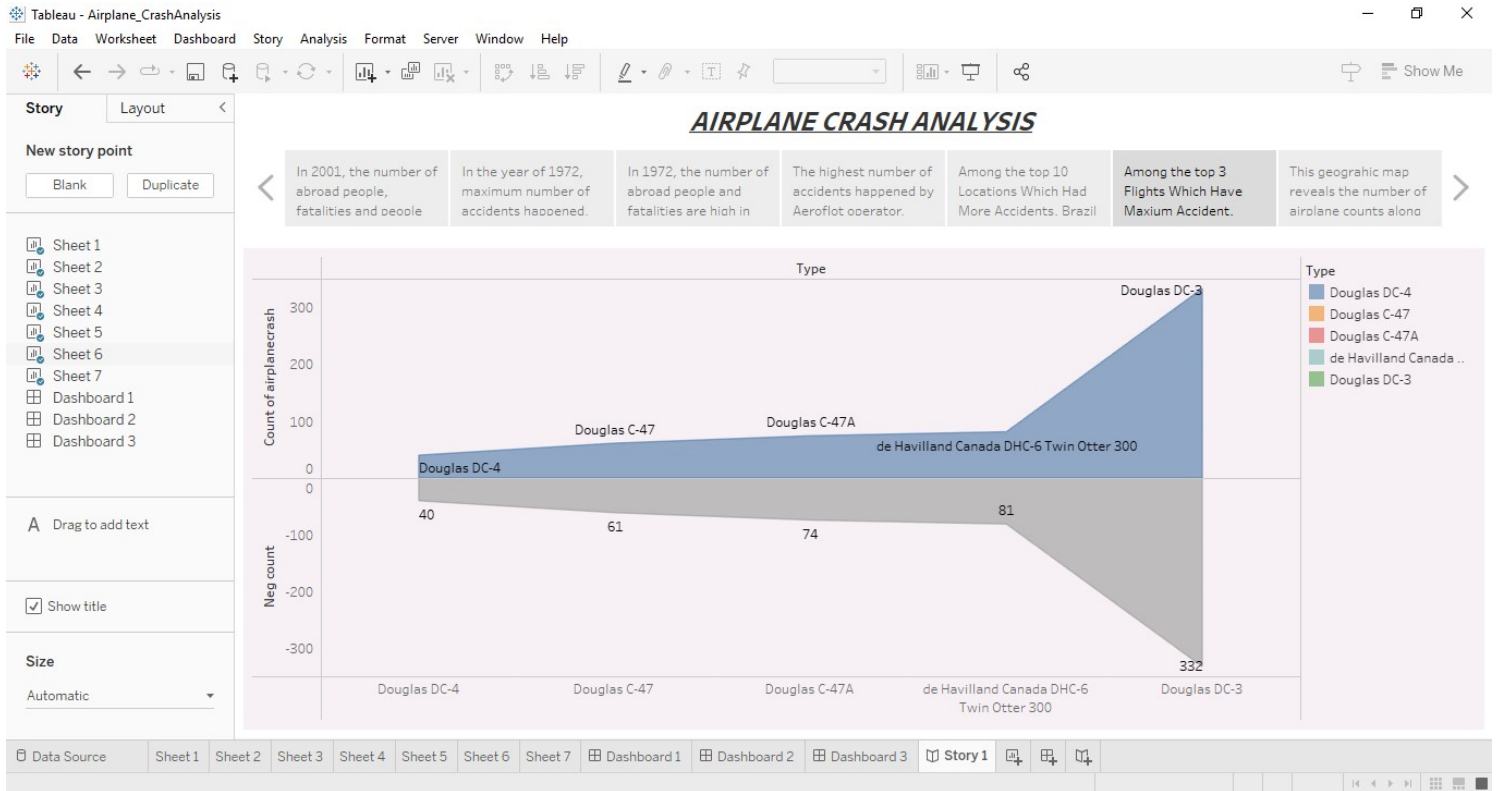 Tableau - Airplane_CrashAnalysis
File Data Worksheet Dashboard Story Analysis Format Server Window Help
Show Me
Story Layout
New story point
Blank Duplicate
Sheet 1
Sheet 2
Sheet 3
Sheet 4
Sheet 5
Sheet 6
Sheet 7
Dashboard 1
Dashboard 2
Dashboard 3
A Drag to add text
Show title
Size
Automatic
AIRPLANE CRASH ANALYSIS
In 2001, the number of
abroad people,
fatalities and people
In the year of 1972,
maximum number of
accidents happened.
In 1972, the number of
abroad people and
fatalities are high in
The highest number of
accidents happened by
Aeroflot operator.
Among the top 10
Locations Which Had
More Accidents. Brazil
Among the top 3
Flights Which Have
Maxium Accident.
This geograhic map
reveals the number of
airplane counts along
Type
Count of airplanecrash
300
200
100
0
Douglas DC-4
Douglas C-47
Douglas C-47A
de Havilland Canada DHC-6 Twin Otter 300
Douglas DC-3
Neg count
0
-100
-200
-300
40
61
74
81
332
Douglas DC-4
Douglas C-47
Douglas C-47A
de Havilland Canada DHC-6
Twin Otter 300
Douglas DC-3
Type
Douglas DC-4
Douglas C-47
Douglas C-47A
de Havilland Canada ..
Douglas DC-3
Data Source Sheet 1 Sheet 2 Sheet 3 Sheet 4 Sheet 5 Sheet 6 Sheet 7 Dashboard 1 Dashboard 2 Dashboard 3 Story 1